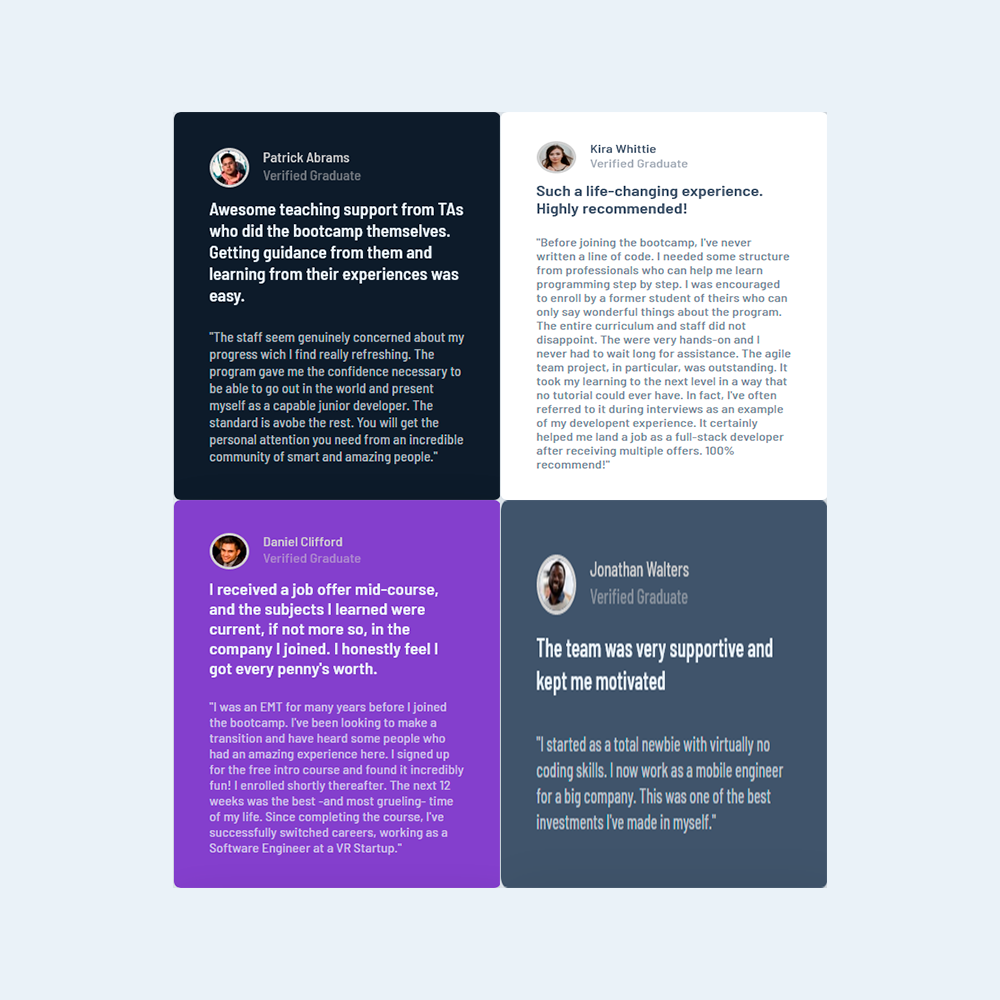 Patrick Abrams
Verified Graduate
Awesome teaching support from TAs
who did the bootcamp themselves.
Getting guidance from them and
learning from their experiences was
easy.
"The staff seem genuinely concerned about my
progress wich I find really refreshing. The
program gave me the confidence necessary to
be able to go out in the world and present
myself as a capable junior developer. The
standard is avobe the rest. You will get the
personal attention you need from an incredible
community of smart and amazing people."
Kira Whittie
Verified Graduate
Such a life-changing experience.
Highly recommended!
"Before joining the bootcamp, I've never
written a line of code. I needed some structure
from professionals who can help me learn
programming step by step. I was encouraged
to enroll by a former student of theirs who can
only say wonderful things about the program.
The entire curriculum and staff did not
disappoint. The were very hands-on and I
never had to wait long for assistance. The agile
team project, in particular, was outstanding. It
took my learning to the next level in a way that
no tutorial could ever have. In fact, I've often
referred to it during interviews as an example
of my developent experience. It certainly
helped me land a job as a full-stack developer
after receiving multiple offers. 100%
recommend!"
Daniel Clifford
Verified Graduate
I received a job offer mid-course,
and the subjects I learned were
current, if not more so, in the
company I joined. I honestly feel I
got every penny's worth.
"I was an EMT for many years before I joined
the bootcamp. I've been looking to make a
transition and have heard some people who
had an amazing experience here. I signed up
for the free intro course and found it incredibly
fun! I enrolled shortly thereafter. The next 12
weeks was the best -and most grueling- time
of my life. Since completing the course, I've
successfully switched careers, working as a
Software Engineer at a VR Startup."
Jonathan Walters
Verified Graduate
The team was very supportive and
kept me motivated
"I started as a total newbie with virtually no
coding skills. I now work as a mobile engineer
for a big company. This was one of the best
investments I've made in myself."